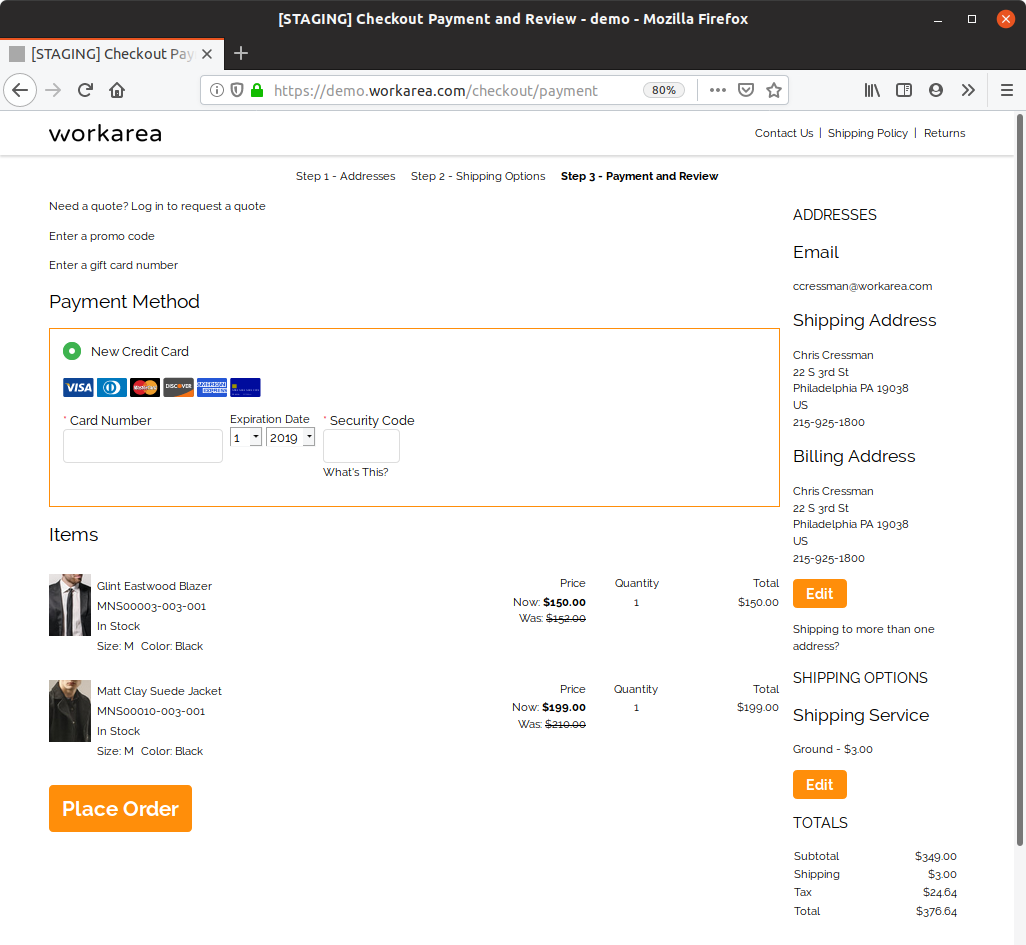 [STAGING] Checkout Payment and Review - demo - Mozilla Firefox
[STAGING] Checkout Pay
https://demo.workarea.com/checkout/payment
80%
workarea
Contact Us | Shipping Policy | Returns
Step 1 - Addresses Step 2 - Shipping Options Step 3 - Payment and Review
Need a quote? Log in to request a quote
Enter a promo code
Enter a gift card number
Payment Method
New Credit Card
VISA MasterCard DISCOVER AMERICAN EXPRESS
* Card Number Expiration Date * Security Code
1 2019
What's This?
Items
Glint Eastwood Blazer
MNS00003-003-001
In Stock
Size: M Color: Black
Price Quantity Total
Now: $150.00 1 $150.00
Was: $152.00
Matt Clay Suede Jacket
MNS00010-003-001
In Stock
Size: M Color: Black
Price Quantity Total
Now: $199.00 1 $199.00
Was: $210.00
Place Order
ADDRESSES
Email
ccressman@workarea.com
Shipping Address
Chris Cressman
22 S 3rd St
Philadelphia PA 19038
US
215-925-1800
Billing Address
Chris Cressman
22 S 3rd St
Philadelphia PA 19038
US
215-925-1800
Edit
Shipping to more than one
address?
SHIPPING OPTIONS
Shipping Service
Ground - $3.00
Edit
TOTALS
Subtotal $349.00
Shipping $3.00
Tax $24.64
Total $376.64